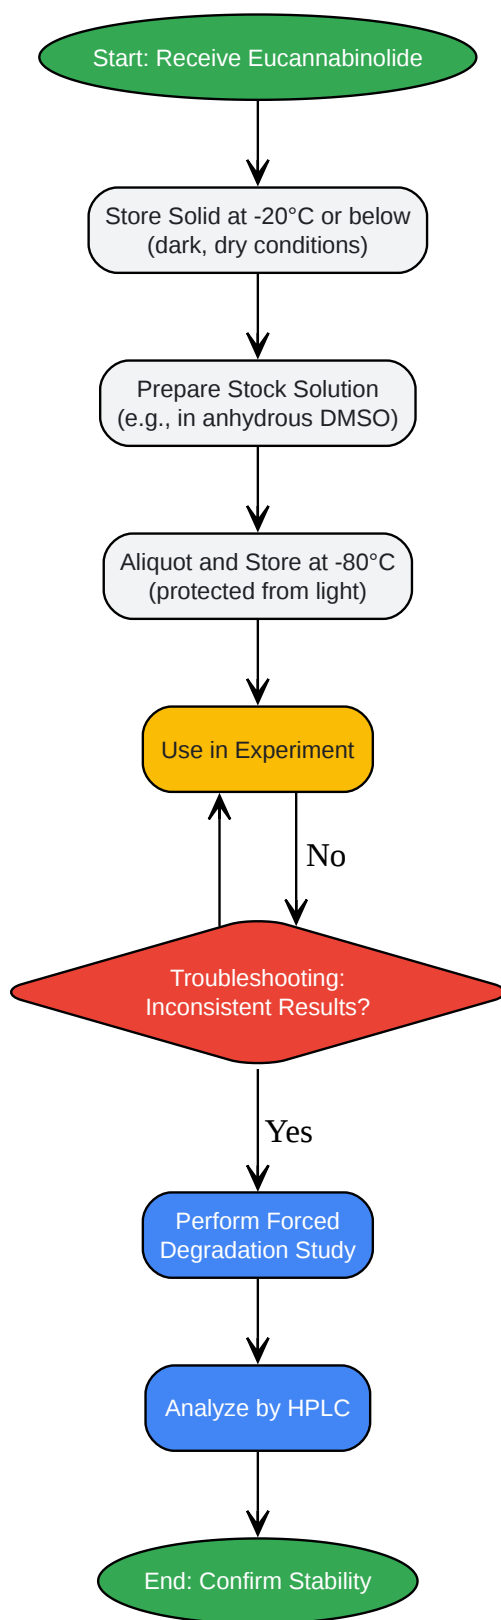 Start: Receive Eucannabinolide
Store Solid at -20°C or below
(dark, dry conditions)
Prepare Stock Solution
(e.g., in anhydrous DMSO)
Aliquot and Store at -80°C
(protected from light)
Use in Experiment
No
Troubleshooting:
Inconsistent Results?
Yes
Perform Forced
Degradation Study
Analyze by HPLC
End: Confirm Stability